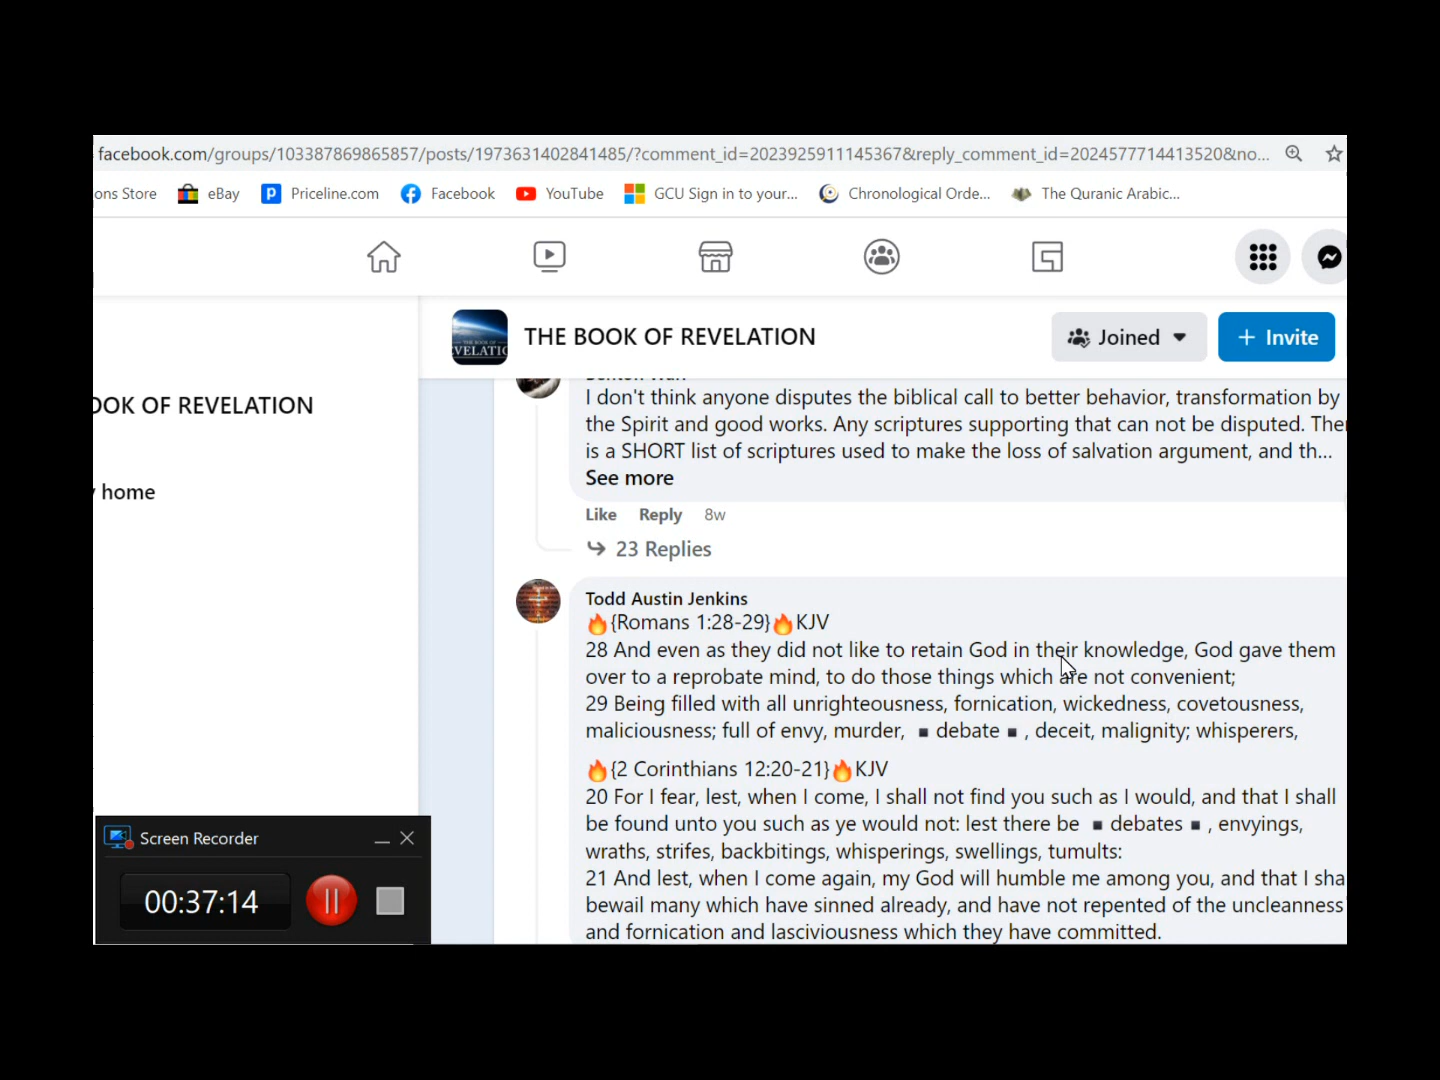 facebook.com/groups/103387869865857/posts/1973631402841485/?comment_id=2023925911145367&reply_comment_id=2024577714413520&no...
ons Store eBay Priceline.com Facebook YouTube GCU Sign in to your... Chronological Orde... The Quranic Arabic...
THE BOOK OF REVELATION
Joined
+ Invite
OOK OF REVELATION
home
I don't think anyone disputes the biblical call to better behavior, transformation by
the Spirit and good works. Any scriptures supporting that can not be disputed. Ther
is a SHORT list of scriptures used to make the loss of salvation argument, and th...
See more
Like Reply 8w
23 Replies
Todd Austin Jenkins
🔥{Romans 1:28-29}🔥KJV
28 And even as they did not like to retain God in their knowledge, God gave them
over to a reprobate mind, to do those things which are not convenient;
29 Being filled with all unrighteousness, fornication, wickedness, covetousness,
maliciousness; full of envy, murder, ▪debate▪, deceit, malignity; whisperers,
🔥{2 Corinthians 12:20-21}🔥KJV
20 For I fear, lest, when I come, I shall not find you such as I would, and that I shall
be found unto you such as ye would not: lest there be ▪debates▪, envyings,
wraths, strifes, backbitings, whisperings, swellings, tumults:
21 And lest, when I come again, my God will humble me among you, and that I sha
bewail many which have sinned already, and have not repented of the uncleanness
and fornication and lasciviousness which they have committed.
Screen Recorder
00:37:14